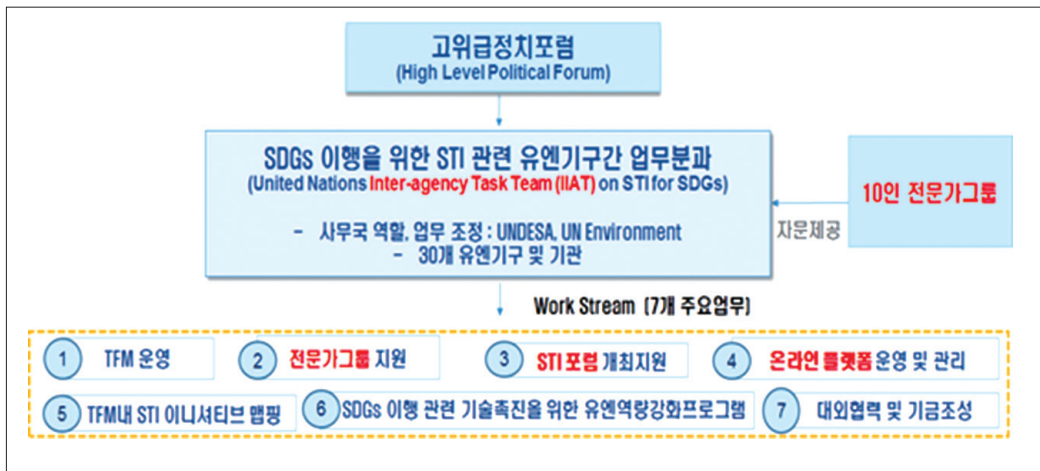 고위급정치포럼
(High Level Political Forum)
SDGs 이행을 위한 STI 관련 유엔기구간 업무분과
(United Nations Inter-agency Task Team (IIAT) on STI for SDGs)
- 사무국 역할, 업무 조정 : UNDESA, UN Environment
- 30개 유엔기구 및 기관
10인 전문가그룹
자문제공
Work Stream (7개 주요업무)
1 TFM 운영
2 전문가그룹 지원
3 STI 포럼 개최지원
4 온라인 플랫폼 운영 및 관리
5 TFM내 STI 이니셔티브 맵핑
6 SDGs 이행 관련 기술촉진을 위한 유엔역량강화프로그램
7 대외협력 및 기금조성